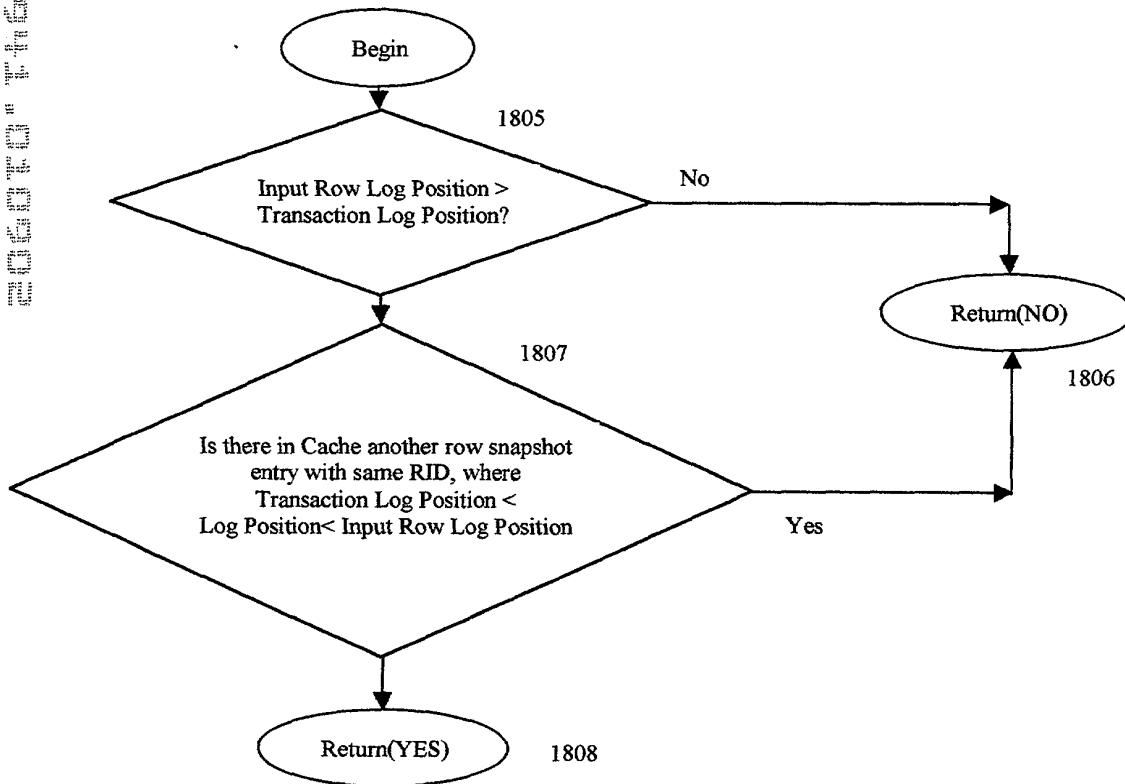 Begin
1805
Input Row Log Position >
Transaction Log Position?
No
Return(NO)
1806
1807
Is there in Cache another row snapshot
entry with same RID, where
Transaction Log Position <
Log Position< Input Row Log Position
Yes
Return(YES)
1808